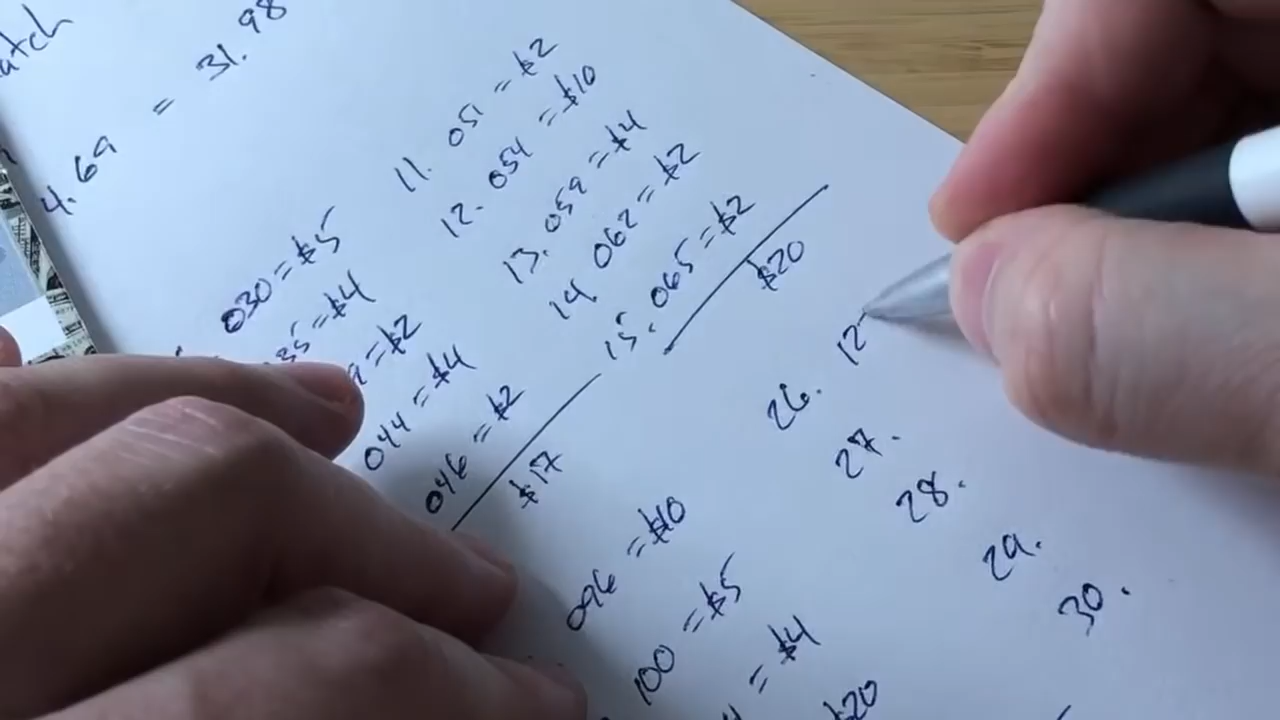 = 31.98
4.69
030 = $5
35 = $4
9 = $2
044 = $4
046 = $2
$17
11. 051 = $2
12. 054 = $10
13. 059 = $4
14. 062 = $2
15. 065 = $2
$20
096 = $10
100 = $5
= $4
$20
26. 12
27.
28.
29.
30.